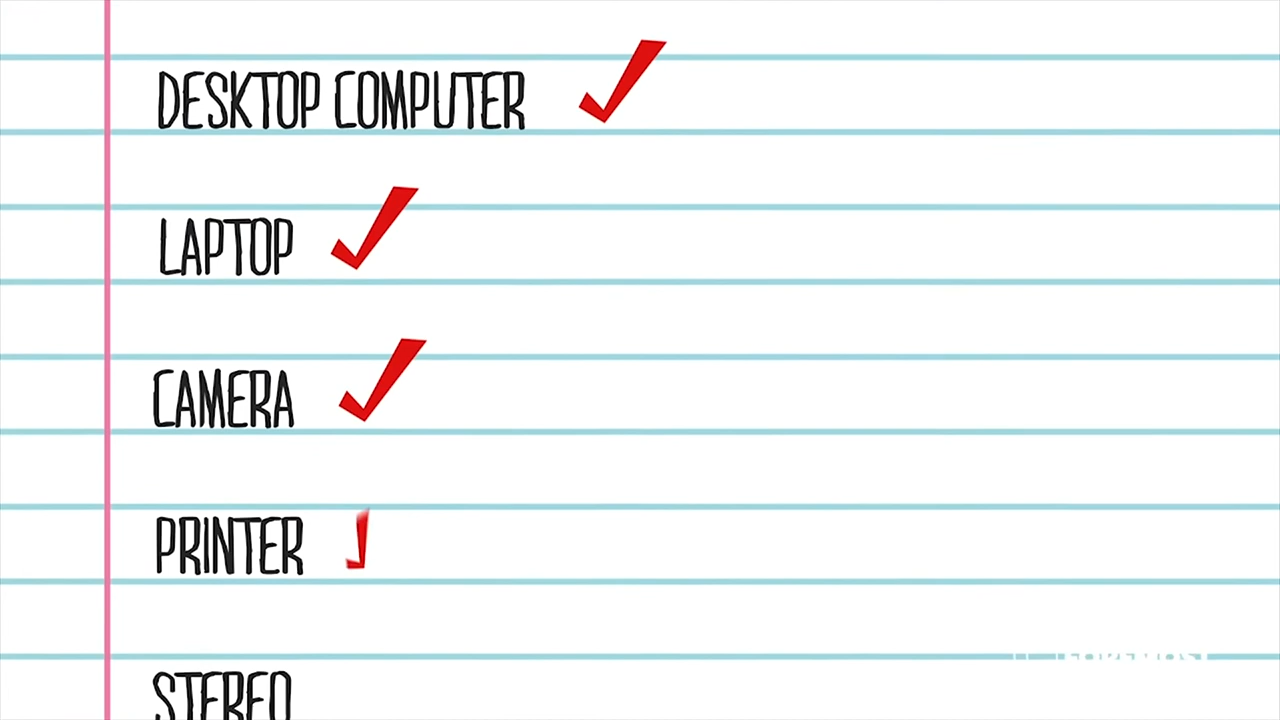 DESKTOP COMPUTER
LAPTOP
CAMERA
PRINTER
STEREO